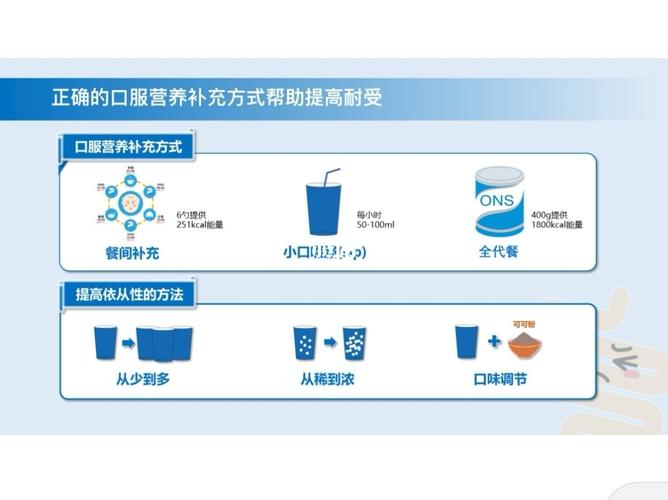 正确的口服营养补充方式帮助提高耐受
口服营养补充方式
6勺提供
251kcal能量
餐间补充
每小时
50-100ml
小口
ONS
400g提供
1800kcal能量
全代餐
提高依从性的方法
从少到多
从稀到浓
可可粉
口味调节